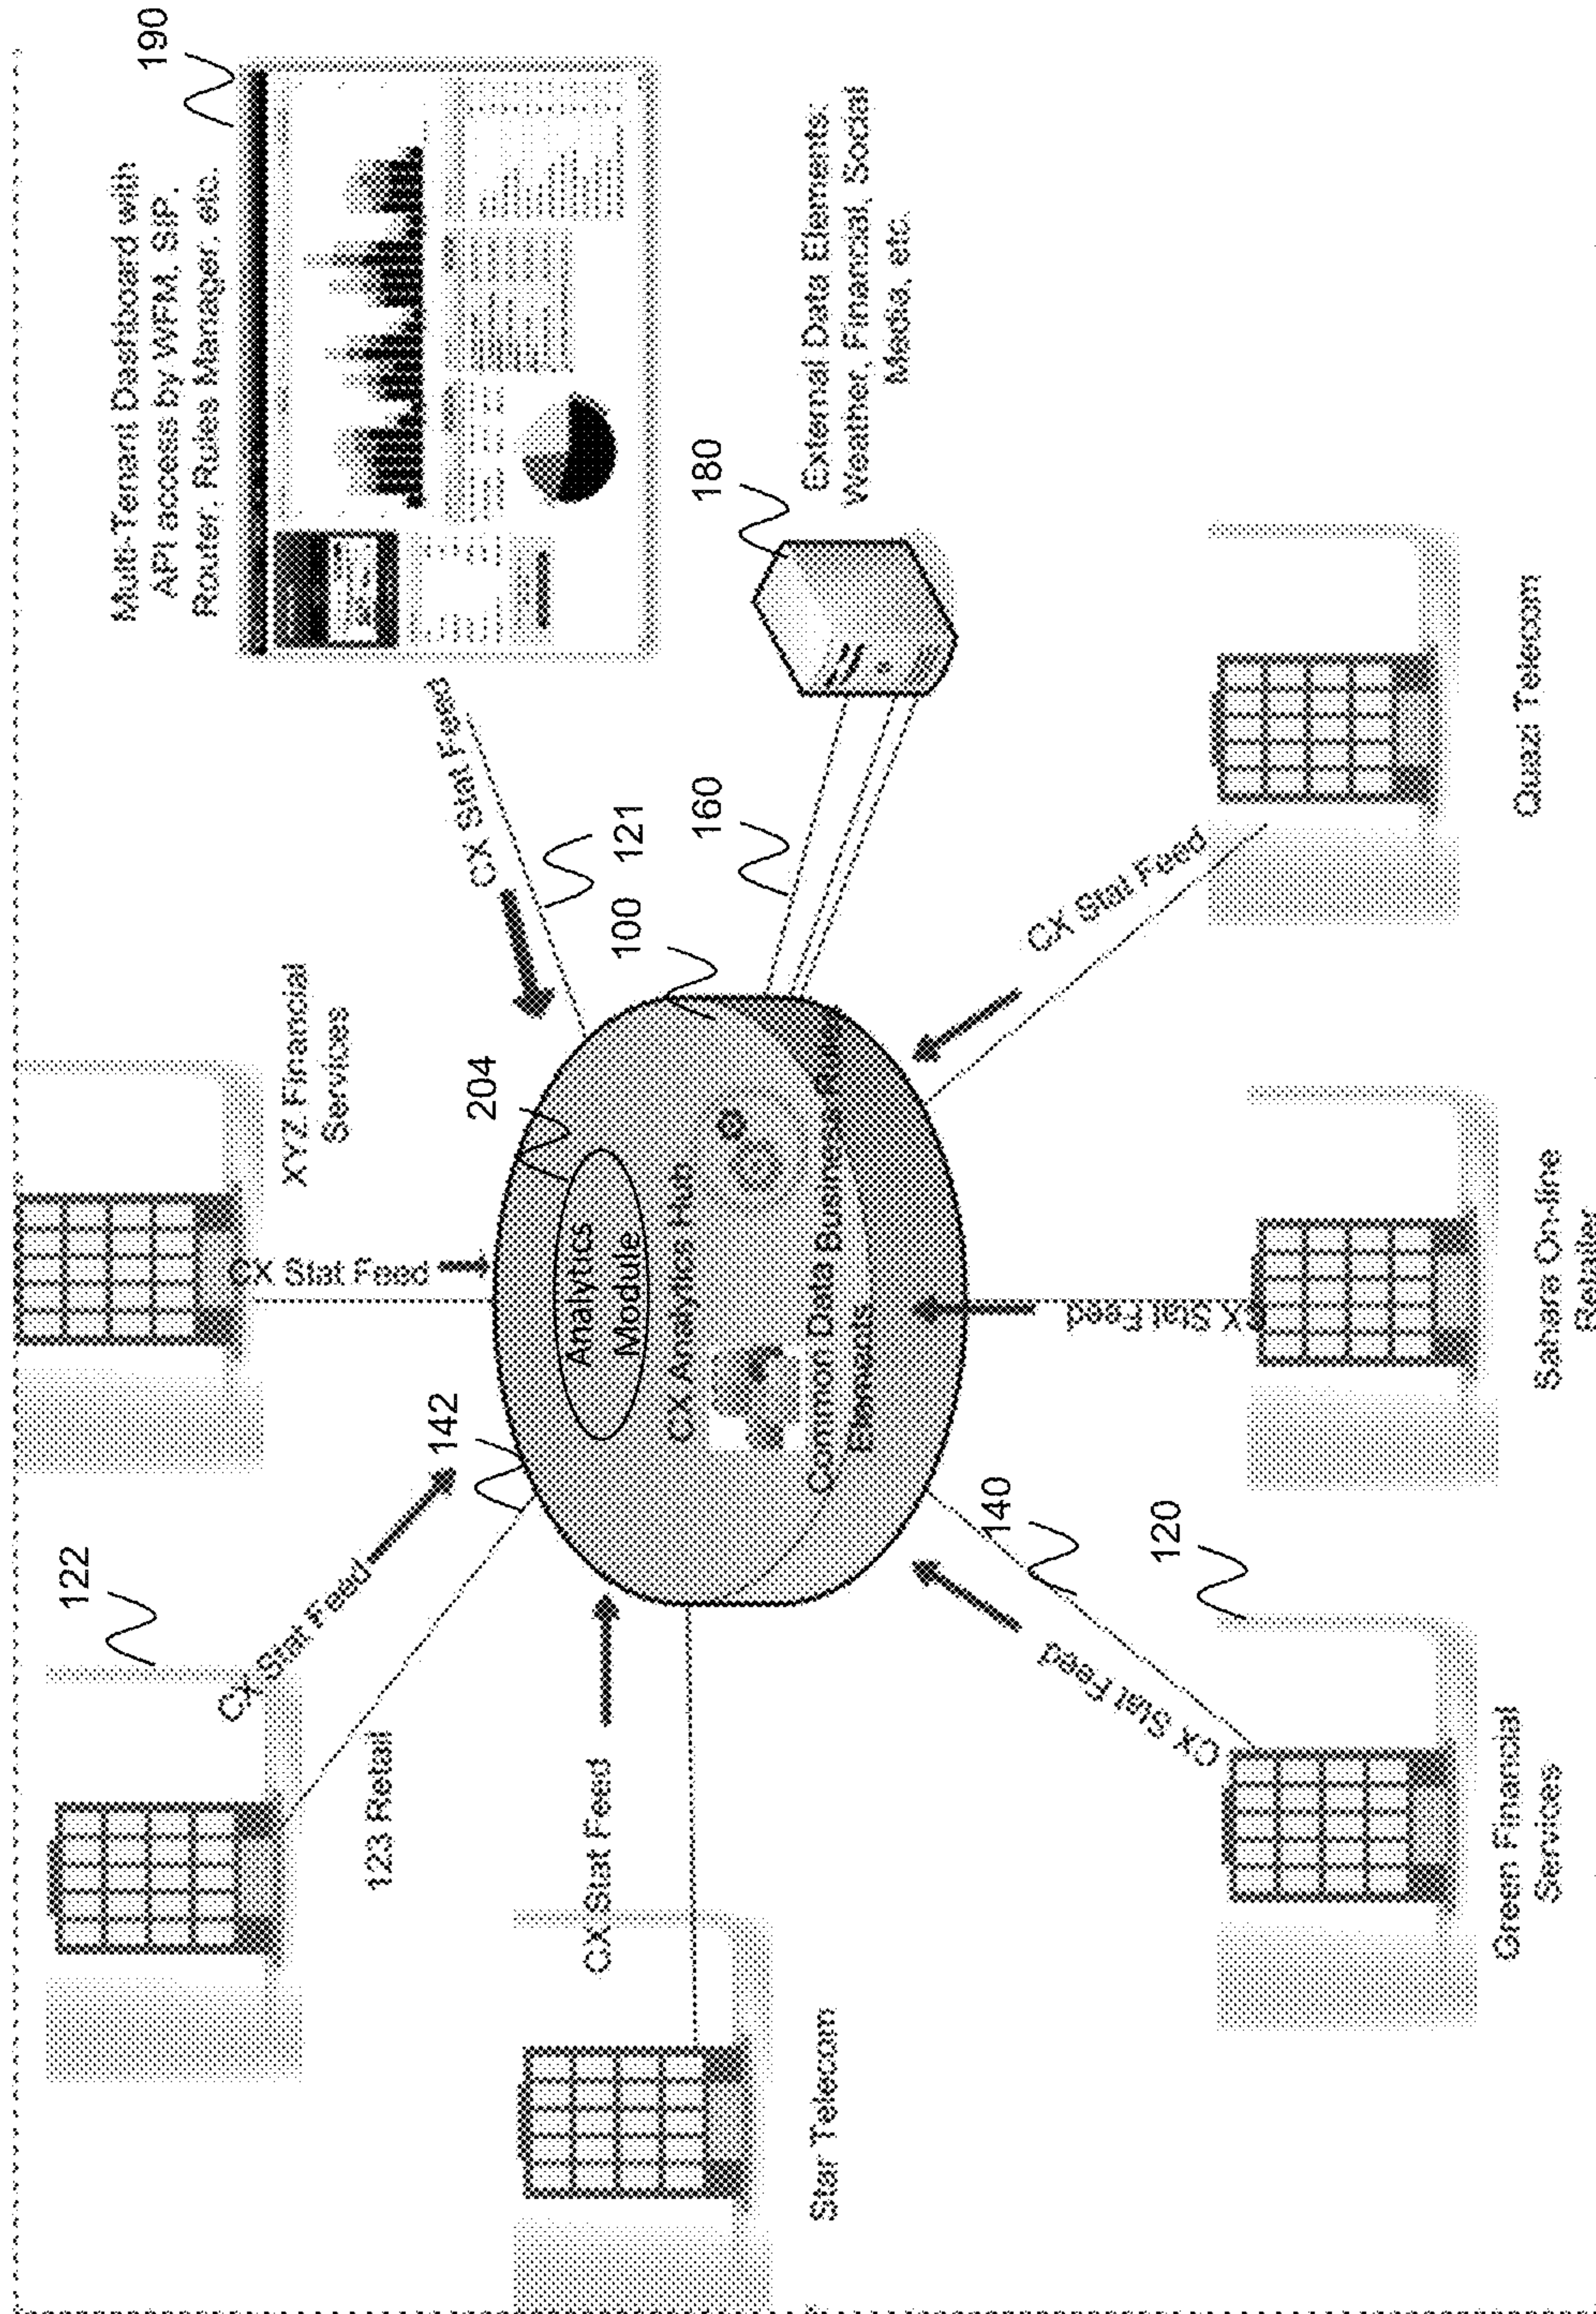 122
CX Stat Feed
123 Retail
XYZ Financial
Services
CX Stat Feed
Multi-Tenant Dashboard with
API access by WFM, SIP,
Router, Rules Manager, etc.
190
CX Stat Feed
121
142
204
100
Analytics
Module
CX Analytics Hub
Common Data Business Rule
Elements
CX Stat Feed
Star Telecom
160
180
External Data Elements:
Weather, Financial, Social
Media, etc.
140
120
CX Stat Feed
Green Financial
Services
CX Stat Feed
Sahara On-line
Retailer
CX Stat Feed
Quazi Telecom